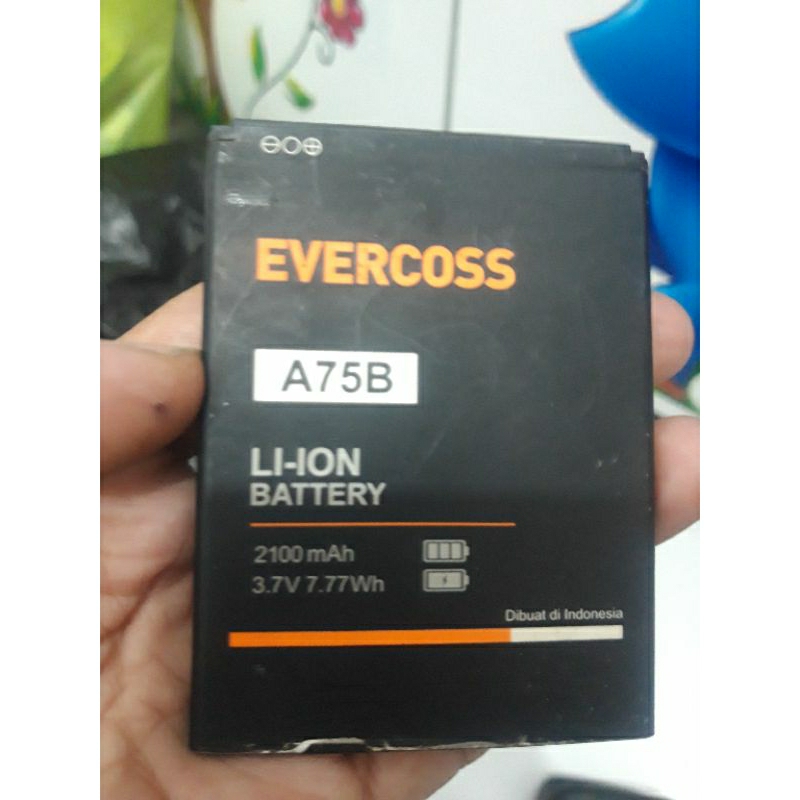 EVERCOSS
A75B
LI-ION
BATTERY
2100 mAh
3.7V 7.77Wh
Dibuat di Indonesia